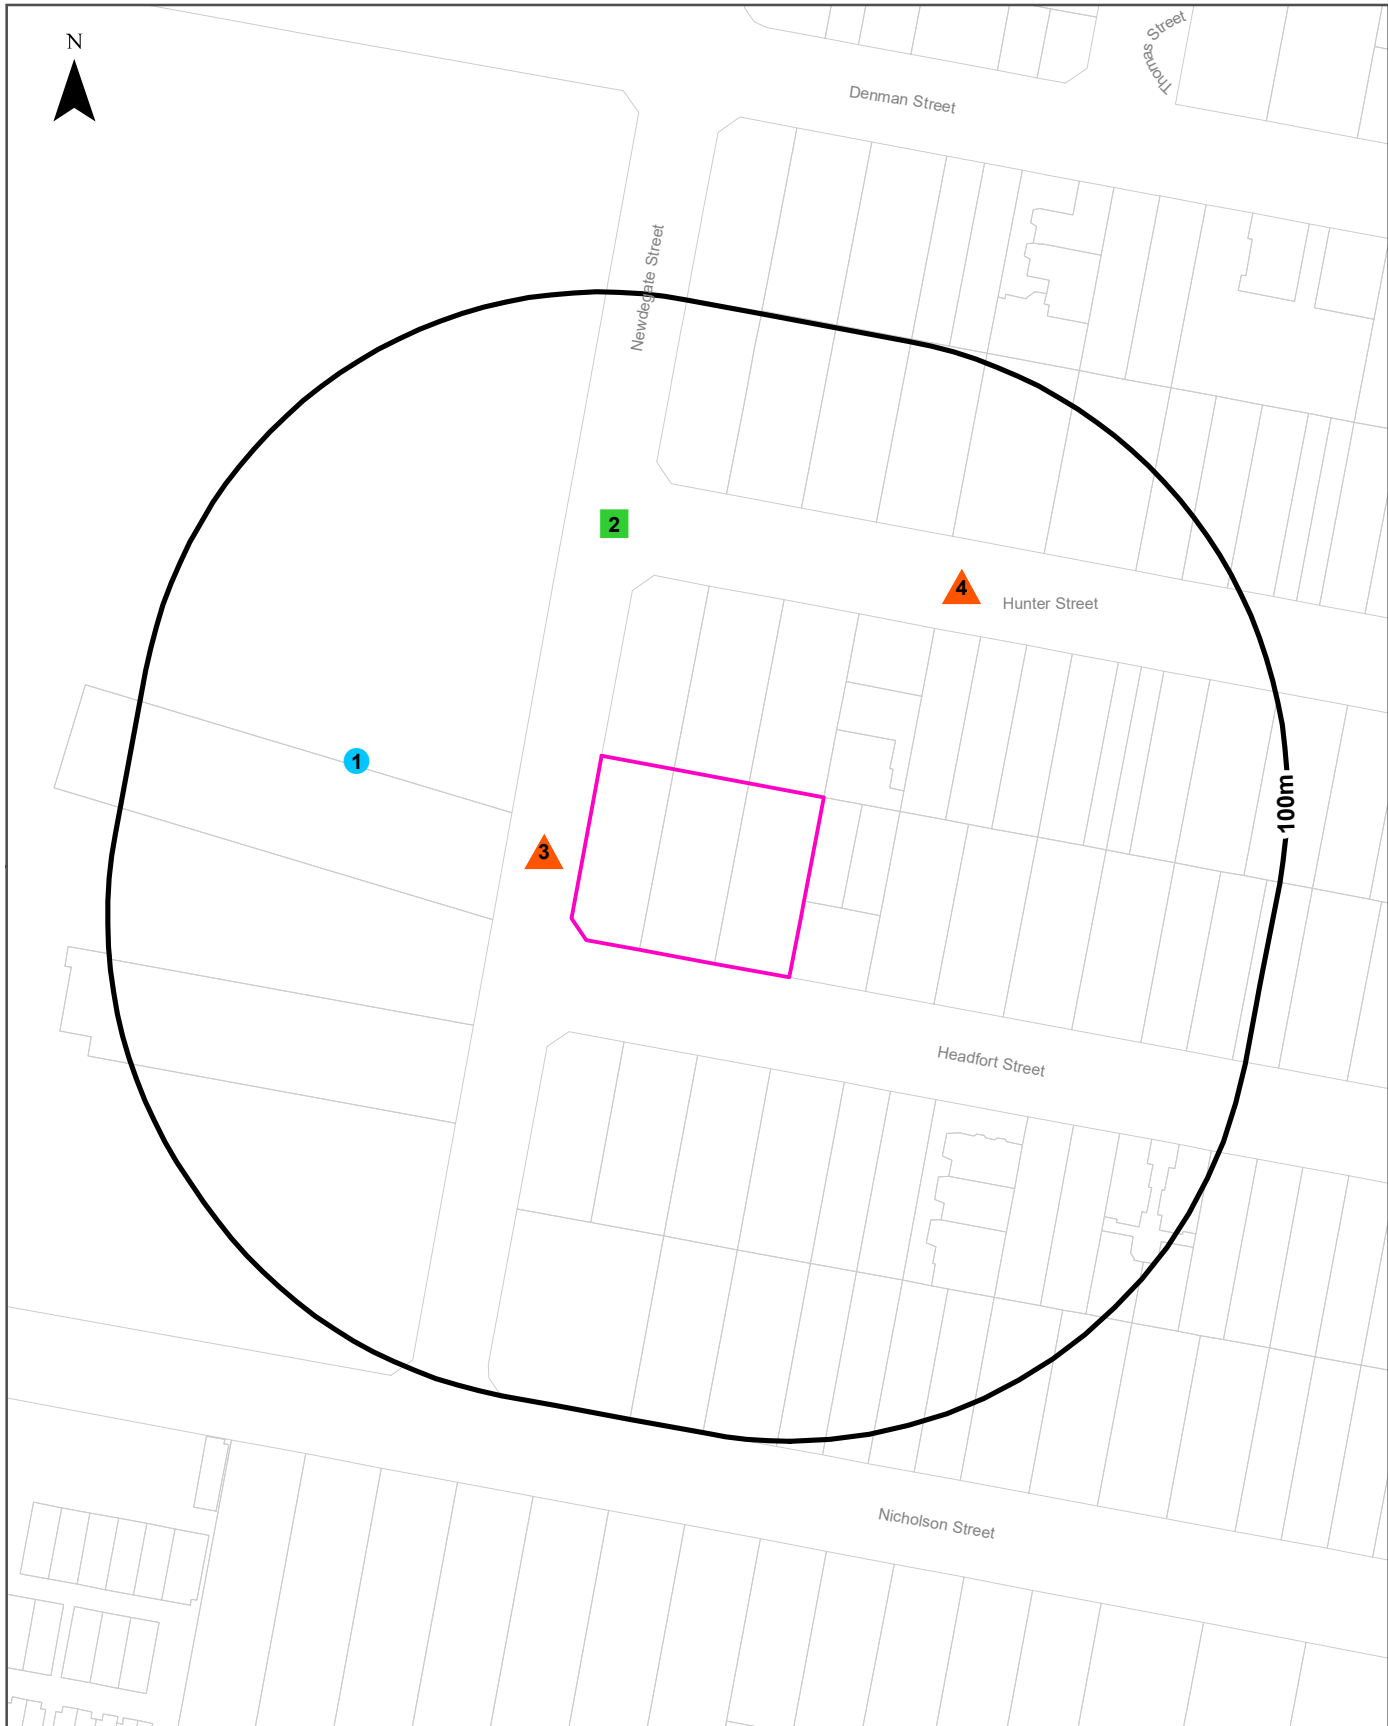 N
Thomas Street
Denman Street
Newdegate Street
2
4
Hunter Street
1
100m
3
Headfort Street
Nicholson Street